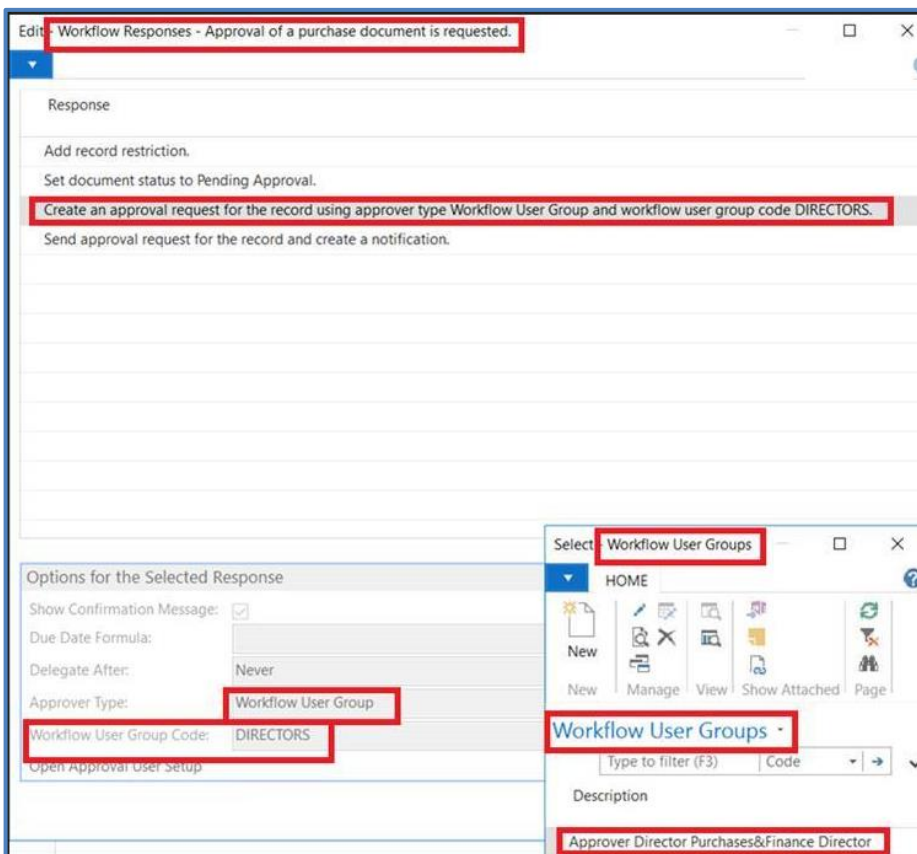 Edit - Workflow Responses - Approval of a purchase document is requested.
Response
Add record restriction.
Set document status to Pending Approval.
Create an approval request for the record using approver type Workflow User Group and workflow user group code DIRECTORS.
Send approval request for the record and create a notification.
Options for the Selected Response
Show Confirmation Message:
Due Date Formula:
Delegate After: Never
Approver Type: Workflow User Group
Workflow User Group Code: DIRECTORS
Open Approval User Setup
Select - Workflow User Groups
HOME
New
New Manage View Show Attached Page
Workflow User Groups
Type to filter (F3) Code
Description
Approver Director Purchases&Finance Director